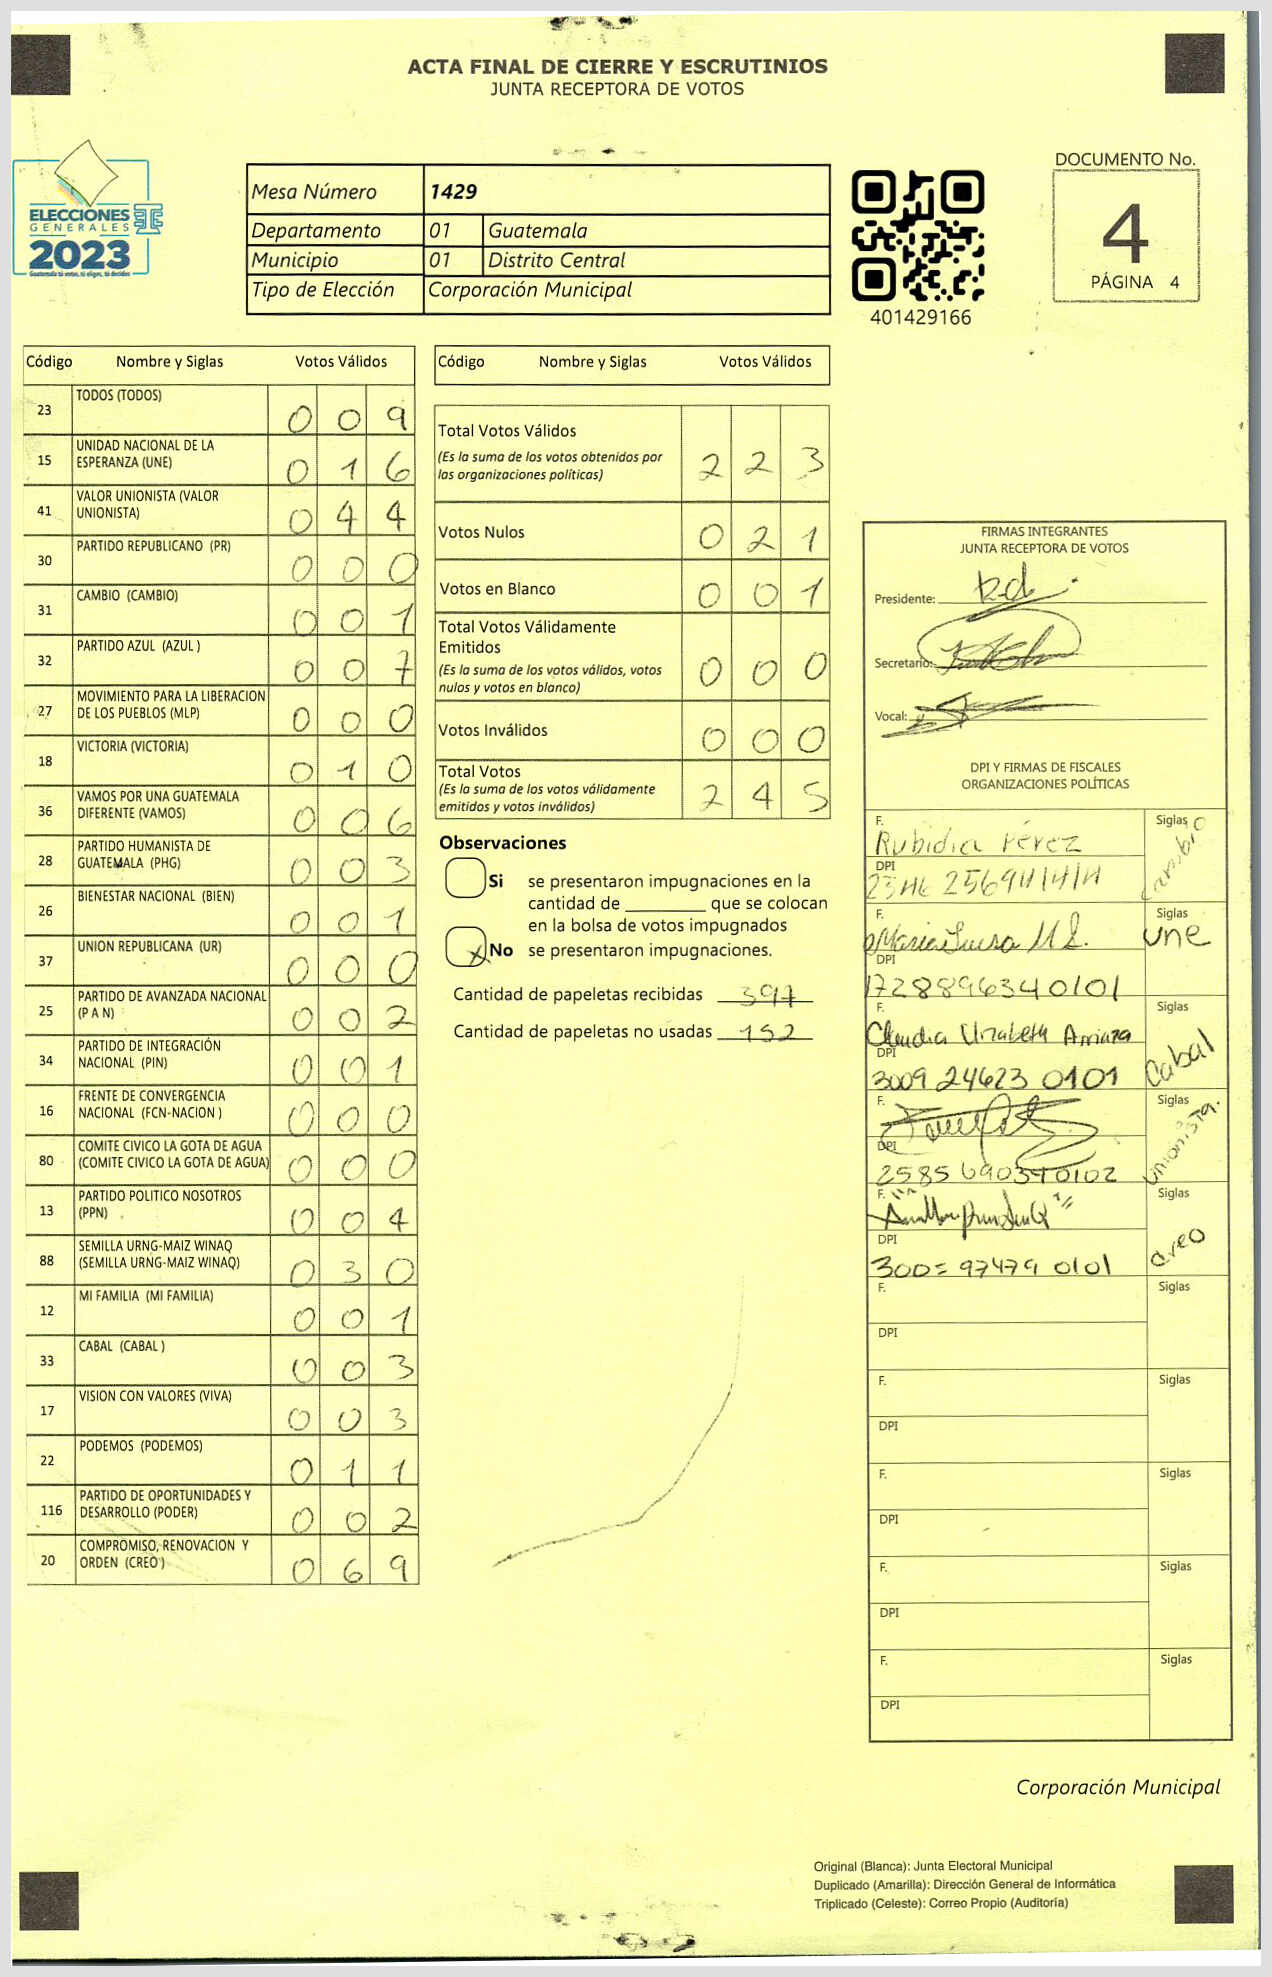 ACTA FINAL DE CIERRE Y ESCRUTINIOS
JUNTA RECEPTORA DE VOTOS
ELECCIONES
GENERALES
2023
Guatemala tú votas, tú eliges, tú decides
Mesa Número 1429
Departamento 01 Guatemala
Municipio 01 Distrito Central
Tipo de Elección Corporación Municipal
401429166
DOCUMENTO No.
4
PÁGINA 4
Código Nombre y Siglas Votos Válidos
23 TODOS (TODOS) 0 0 9
15 UNIDAD NACIONAL DE LA
ESPERANZA (UNE) 0 1 6
41 VALOR UNIONISTA (VALOR
UNIONISTA) 0 4 4
30 PARTIDO REPUBLICANO (PR) 0 0 0
31 CAMBIO (CAMBIO) 0 0 1
32 PARTIDO AZUL (AZUL ) 0 0 7
27 MOVIMIENTO PARA LA LIBERACION
DE LOS PUEBLOS (MLP) 0 0 0
18 VICTORIA (VICTORIA) 0 1 0
36 VAMOS POR UNA GUATEMALA
DIFERENTE (VAMOS) 0 0 6
28 PARTIDO HUMANISTA DE
GUATEMALA (PHG) 0 0 3
26 BIENESTAR NACIONAL (BIEN) 0 0 1
37 UNION REPUBLICANA (UR) 0 0 0
25 PARTIDO DE AVANZADA NACIONAL
(P A N) 0 0 2
34 PARTIDO DE INTEGRACIÓN
NACIONAL (PIN) 0 0 1
16 FRENTE DE CONVERGENCIA
NACIONAL (FCN-NACION ) 0 0 0
80 COMITE CIVICO LA GOTA DE AGUA
(COMITE CIVICO LA GOTA DE AGUA) 0 0 0
13 PARTIDO POLITICO NOSOTROS
(PPN) 0 0 4
88 SEMILLA URNG-MAIZ WINAQ
(SEMILLA URNG-MAIZ WINAQ) 0 3 0
12 MI FAMILIA (MI FAMILIA) 0 0 1
33 CABAL (CABAL ) 0 0 3
17 VISION CON VALORES (VIVA) 0 0 3
22 PODEMOS (PODEMOS) 0 1 1
116 PARTIDO DE OPORTUNIDADES Y
DESARROLLO (PODER) 0 0 2
20 COMPROMISO, RENOVACION Y
ORDEN (CREO ) 0 6 9
Código Nombre y Siglas Votos Válidos
Total Votos Válidos
(Es la suma de los votos obtenidos por
las organizaciones políticas) 2 2 3
Votos Nulos 0 2 1
Votos en Blanco 0 0 1
Total Votos Válidamente
Emitidos
(Es la suma de los votos válidos, votos
nulos y votos en blanco) 0 0 0
Votos Inválidos 0 0 0
Total Votos
(Es la suma de los votos válidamente
emitidos y votos inválidos) 2 4 5
Observaciones
Si se presentaron impugnaciones en la
cantidad de ________ que se colocan
en la bolsa de votos impugnados
X No se presentaron impugnaciones.
Cantidad de papeletas recibidas 397
Cantidad de papeletas no usadas 152
FIRMAS INTEGRANTES
JUNTA RECEPTORA DE VOTOS
Presidente:
Secretario:
Vocal:
DPI Y FIRMAS DE FISCALES
ORGANIZACIONES POLÍTICAS
F. Siglas
Rubidia Pérez Cambio
DPI
F. Siglas
Maria Luisa une
DPI
1728896340101
F. Siglas
Claudia Elizabeth Arriaza Cabal
DPI
3009 24623 0101
F. Siglas
unionista.
DPI
2585 690340102
F. Siglas
creo
DPI
97479 0101
F. Siglas
DPI
F. Siglas
DPI
F. Siglas
DPI
F. Siglas
DPI
F. Siglas
DPI
Corporación Municipal
Original (Blanca): Junta Electoral Municipal
Duplicado (Amarilla): Dirección General de Informática
Triplicado (Celeste): Correo Propio (Auditoría)